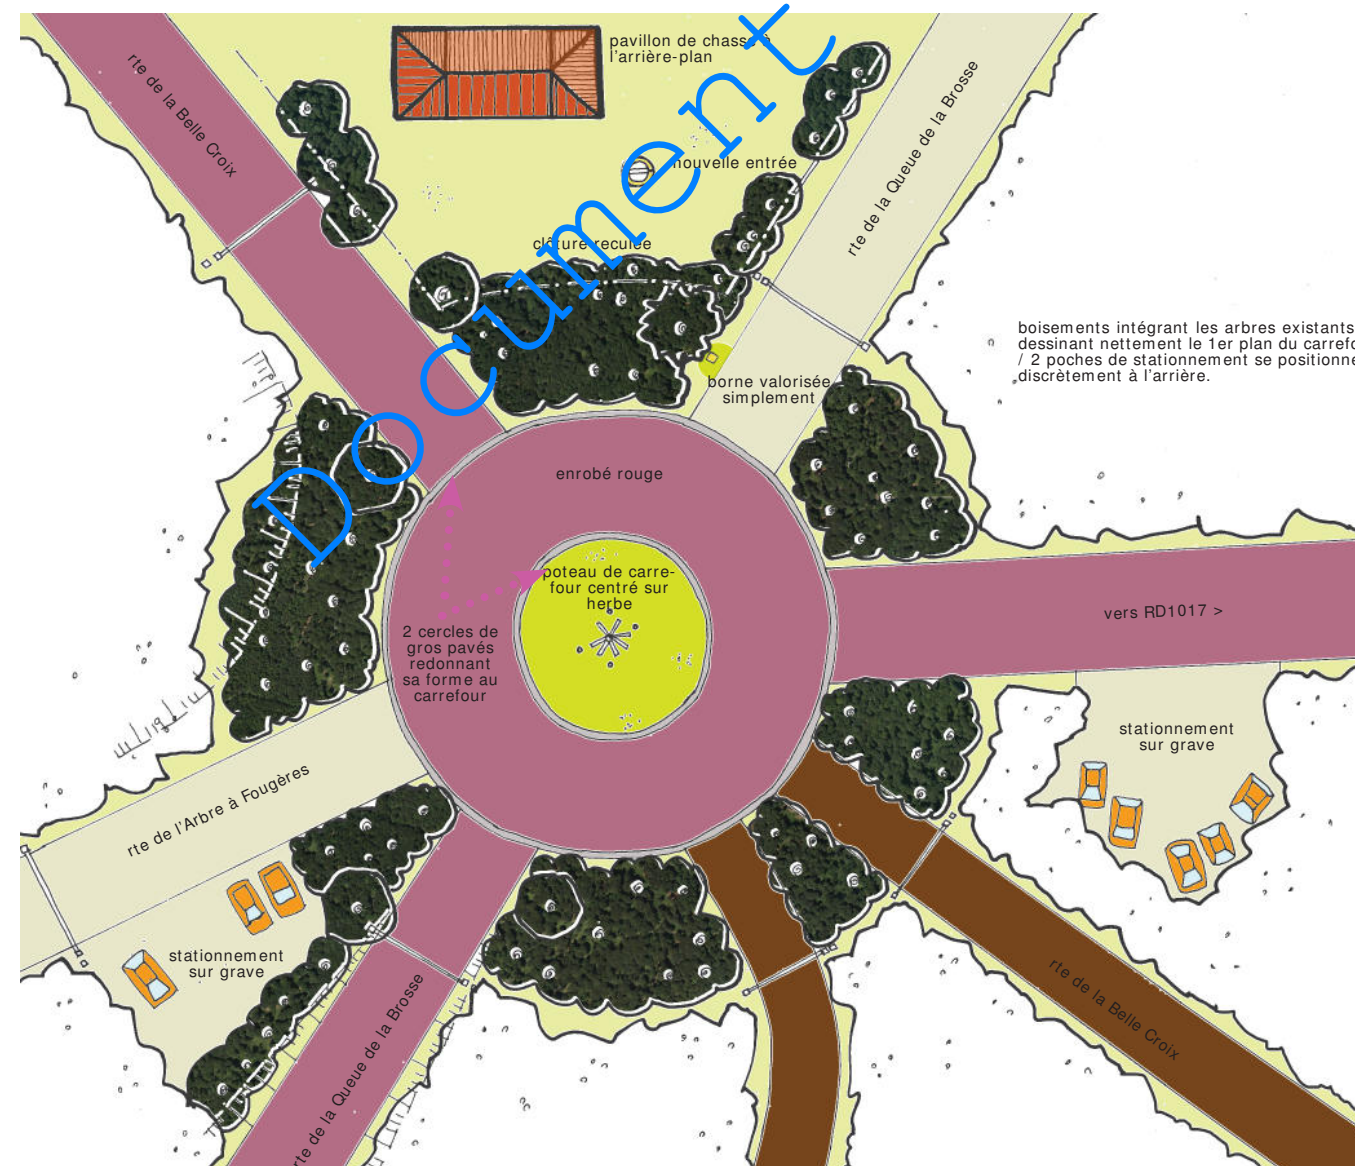 pavillon de chasse à
l'arrière-plan
rte de la Belle Croix
rte de la Queue de la Brosse
nouvelle entrée
clôture reculée
Document
boisements intégrant les arbres existants
dessinant nettement le 1er plan du carrefo
/ 2 poches de stationnement se positionne
discrètement à l'arrière.
borne valorisée
simplement
enrobé rouge
poteau de carre-
four centré sur
herbe
vers RD1017 >
2 cercles de
gros pavés
redonnant
sa forme au
carrefour
stationnement
sur grave
rte de l'Arbre à Fougères
stationnement
sur grave
rte de la Queue de la Brosse
rte de la Belle Croix